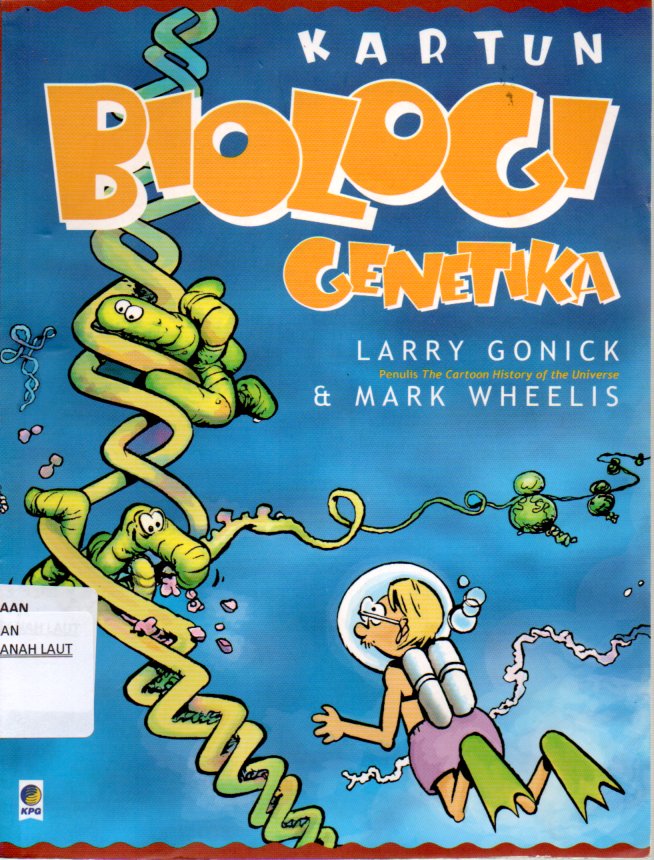 KARTUN
BIOLOGI
GENETIKA
LARRY GONICK
Penulis The Cartoon History of the Universe
& MARK WHEELIS
AAN
AN
ANAH LAUT
KPG